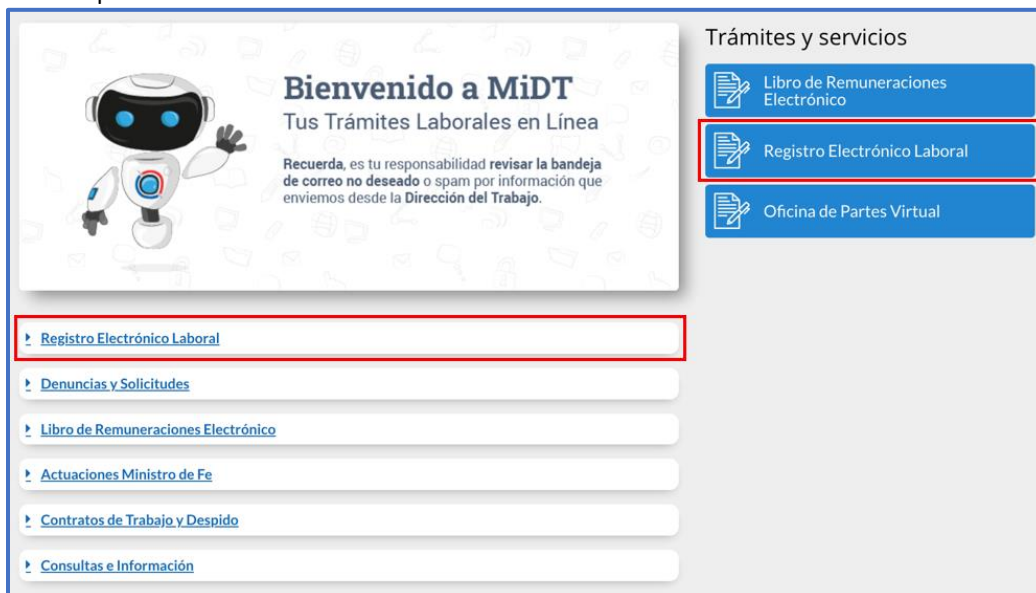 Bienvenido a MiDT
Tus Trámites Laborales en Línea
Recuerda, es tu responsabilidad revisar la bandeja
de correo no deseado o spam por información que
enviemos desde la Dirección del Trabajo.
Trámites y servicios
Libro de Remuneraciones
Electrónico
Registro Electrónico Laboral
Oficina de Partes Virtual
Registro Electrónico Laboral
Denuncias y Solicitudes
Libro de Remuneraciones Electrónico
Actuaciones Ministro de Fe
Contratos de Trabajo y Despido
Consultas e Información